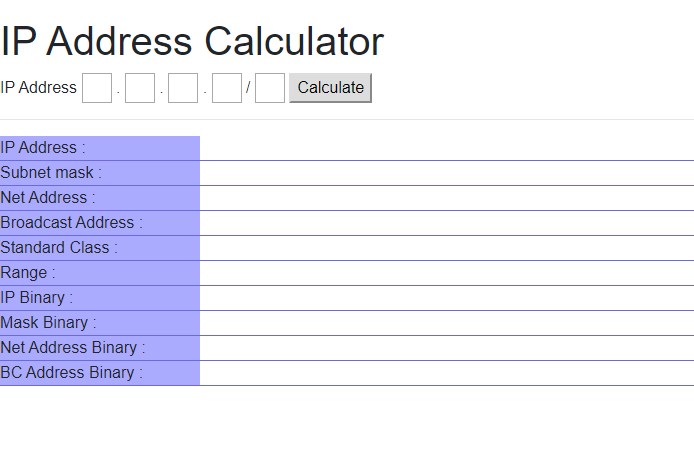 IP Address Calculator
IP Address . . . / Calculate
IP Address :
Subnet mask :
Net Address :
Broadcast Address :
Standard Class :
Range :
IP Binary :
Mask Binary :
Net Address Binary :
BC Address Binary :